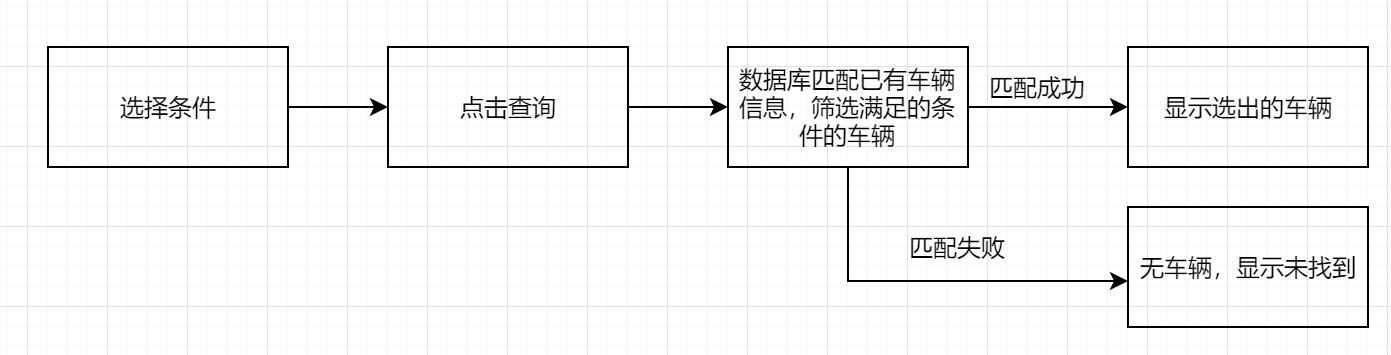 选择条件
点击查询
数据库匹配已有车辆
信息，筛选满足的条
件的车辆
匹配成功
显示选出的车辆
匹配失败
无车辆，显示未找到